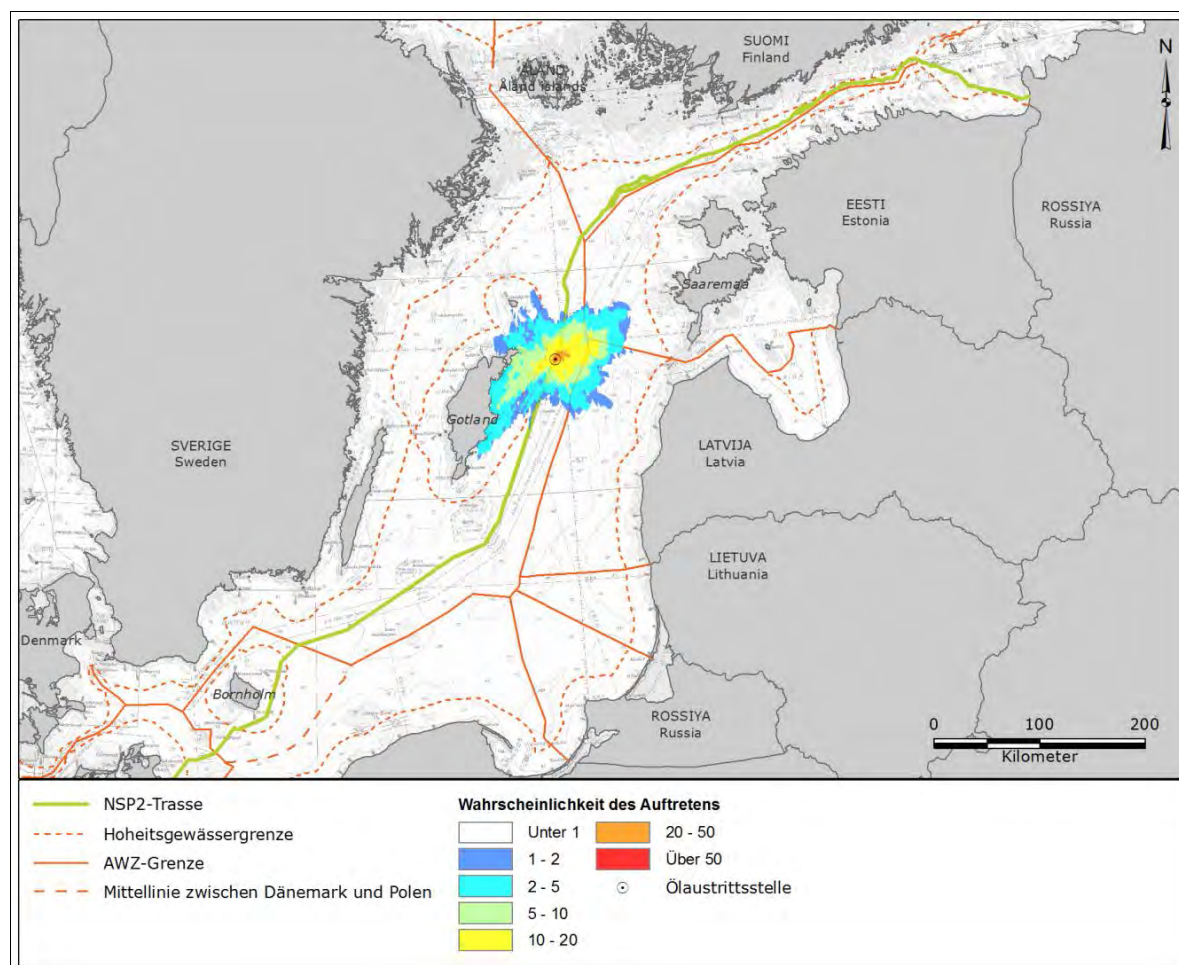 SUOMI
Finland
N
ÅLAND
Åland Islands
EESTI
Estonia
ROSSIYA
Russia
Saaremaa
Gotland
SVERIGE
Sweden
LATVIJA
Latvia
LIETUVA
Lithuania
Denmark
Bornholm
ROSSIYA
Russia
0 100 200
Kilometer
NSP2-Trasse
Hoheitsgewässergrenze
AWZ-Grenze
Mittellinie zwischen Dänemark und Polen
Wahrscheinlichkeit des Auftretens
Unter 1
1 - 2
2 - 5
5 - 10
10 - 20
20 - 50
Über 50
Ölaustrittsstelle